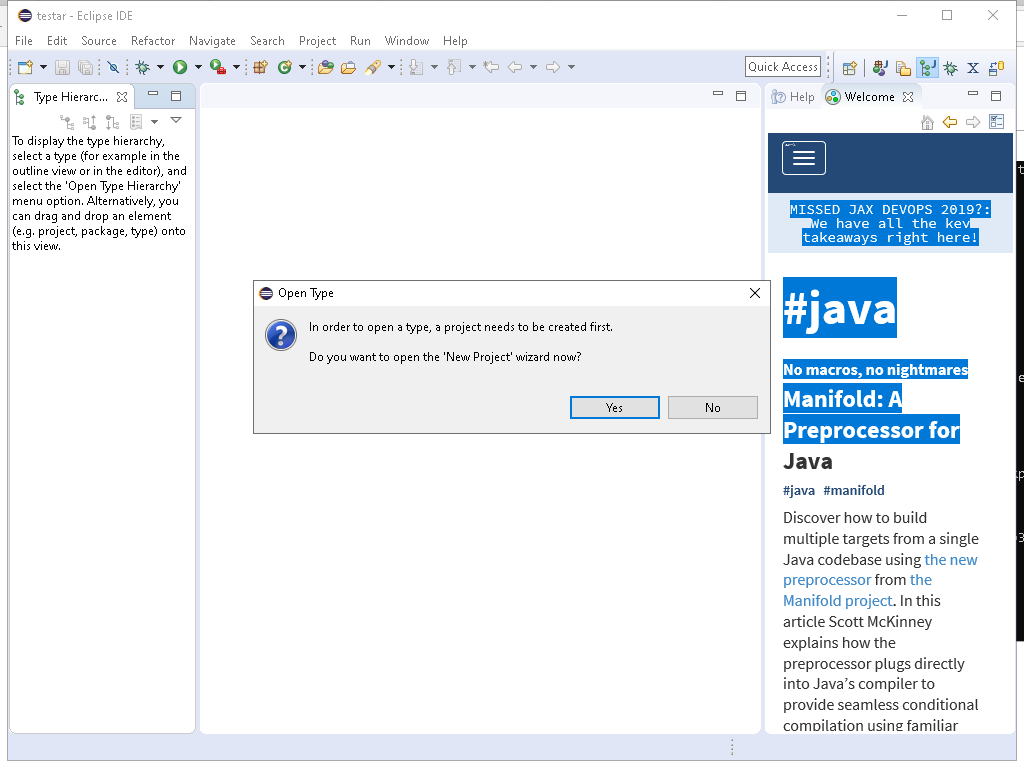 testar - Eclipse IDE
File Edit Source Refactor Navigate Search Project Run Window Help
Quick Access
Type Hierarc...
Help
Welcome
To display the type hierarchy,
select a type (for example in the
outline view or in the editor), and
select the 'Open Type Hierarchy'
menu option. Alternatively, you
can drag and drop an element
(e.g. project, package, type) onto
this view.
Open Type
In order to open a type, a project needs to be created first.
Do you want to open the 'New Project' wizard now?
Yes
No
MISSED JAX DEVOPS 2019?:
We have all the key
takeaways right here!
#java
No macros, no nightmares
Manifold: A
Preprocessor for
Java
#java #manifold
Discover how to build
multiple targets from a single
Java codebase using the new
preprocessor from the
Manifold project. In this
article Scott McKinney
explains how the
preprocessor plugs directly
into Java’s compiler to
provide seamless conditional
compilation using familiar